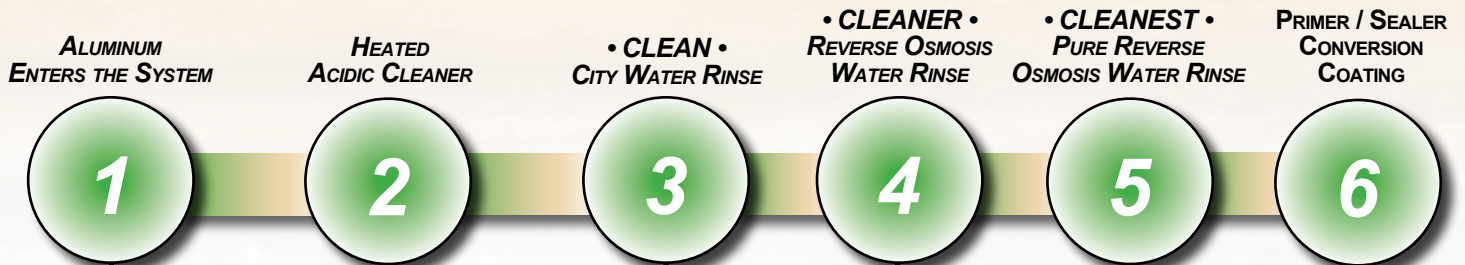 ALUMINUM
ENTERS THE SYSTEM
1
HEATED
ACIDIC CLEANER
2
• CLEAN •
CITY WATER RINSE
3
• CLEANER •
REVERSE OSMOSIS
WATER RINSE
4
• CLEANEST •
PURE REVERSE
OSMOSIS WATER RINSE
5
PRIMER / SEALER
CONVERSION
COATING
6